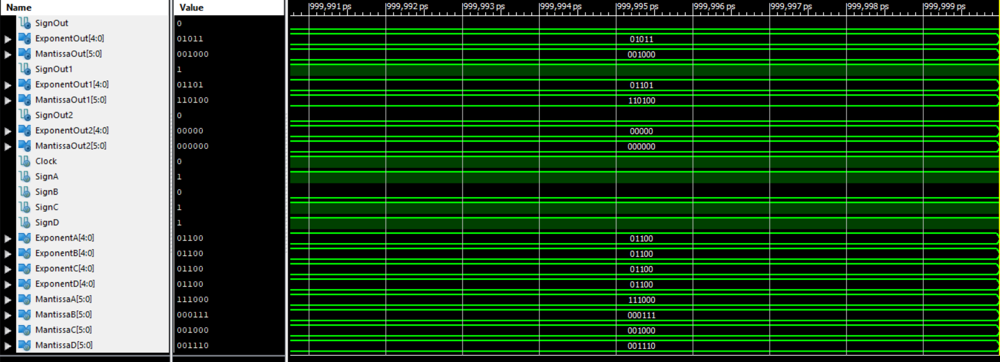 Name Value 999,991 ps 999,992 ps 999,993 ps 999,994 ps 999,995 ps 999,996 ps 999,997 ps 999,998 ps 999,999 ps
SignOut 0
ExponentOut[4:0] 01011 01011
MantissaOut[5:0] 001000 001000
SignOut1 1
ExponentOut1[4:0] 01101 01101
MantissaOut1[5:0] 110100 110100
SignOut2 0
ExponentOut2[4:0] 00000 00000
MantissaOut2[5:0] 000000 000000
Clock 0
SignA 1
SignB 0
SignC 1
SignD 1
ExponentA[4:0] 01100 01100
ExponentB[4:0] 01100 01100
ExponentC[4:0] 01100 01100
ExponentD[4:0] 01100 01100
MantissaA[5:0] 111000 111000
MantissaB[5:0] 000111 000111
MantissaC[5:0] 001000 001000
MantissaD[5:0] 001110 001110